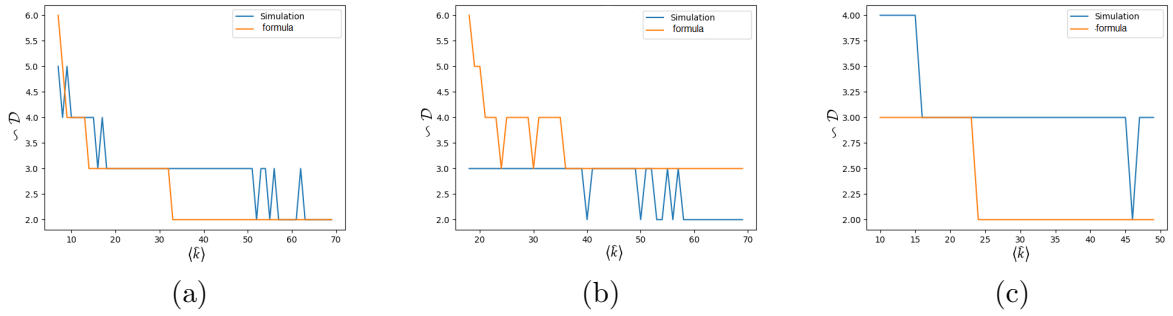 Simulation
formula
6.0
5.5
5.0
4.5
4.0
3.5
3.0
2.5
2.0
∽ D
10 20 30 40 50 60 70
⟨k̂⟩
(a)
Simulation
formula
6.0
5.5
5.0
4.5
4.0
3.5
3.0
2.5
2.0
∽ D
20 30 40 50 60 70
⟨k̂⟩
(b)
Simulation
formula
4.00
3.75
3.50
3.25
3.00
2.75
2.50
2.25
2.00
∽ D
10 15 20 25 30 35 40 45 50
⟨k̂⟩
(c)